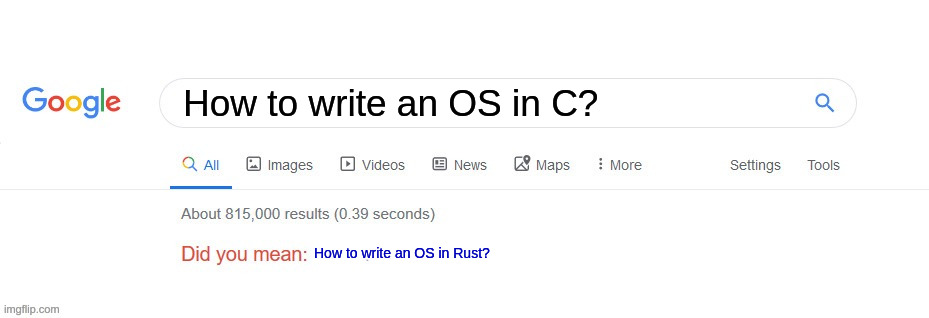 Google How to write an OS in C?
All Images Videos News Maps More Settings Tools
About 815,000 results (0.39 seconds)
Did you mean: How to write an OS in Rust?
imgflip.com